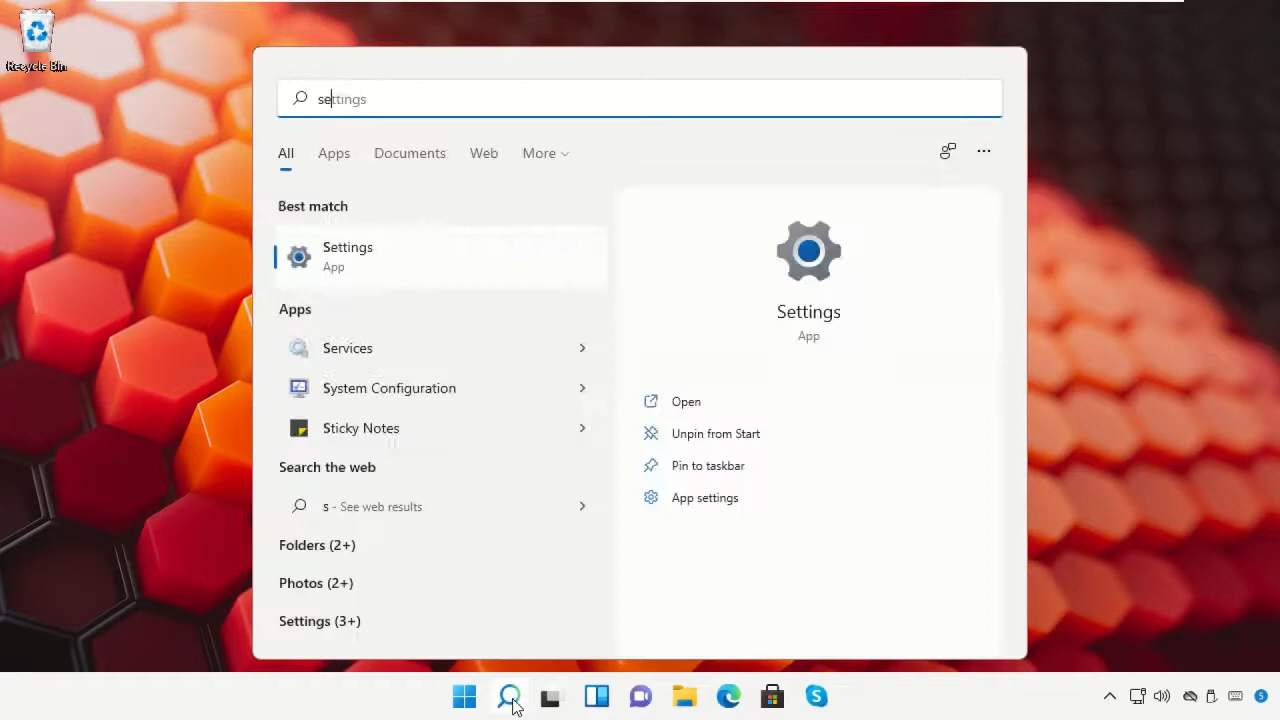 Recycle Bin
settings
All Apps Documents Web More
Best match
Settings
App
Apps
Services
System Configuration
Sticky Notes
Search the web
s - See web results
Folders (2+)
Photos (2+)
Settings (3+)
Settings
App
Open
Unpin from Start
Pin to taskbar
App settings
5